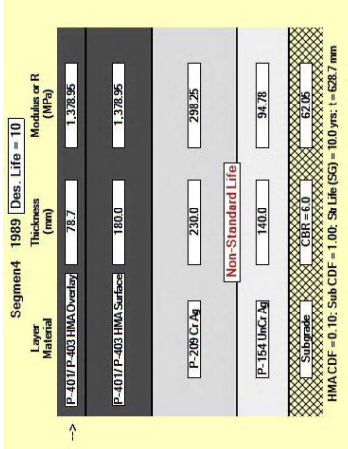 Segmen4 1989 Des. Life = 10
Layer Material Thickness (mm) Modulus or R (MPa)
--> P-401/ P-403 HMA Overlay 78.7 1,378.95
P-401/ P-403 HMA Surface 180.0 1,378.95
P-209 Cr Ag 230.0 298.25
Non-Standard Life
P-154 UnCr Ag 140.0 94.78
Subgrade CBR = 6.0 62.05
HMA CDF = 0.10; Sub CDF = 1.00; Str Life (SG) = 10.0 yrs; t = 628.7 mm